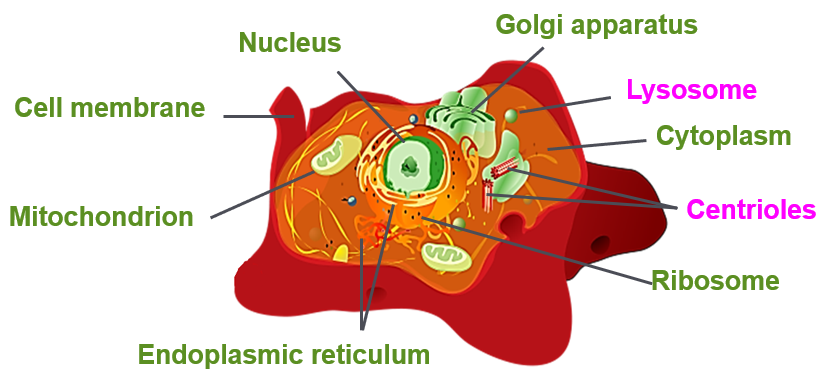 Golgi apparatus
Nucleus
Lysosome
Cell membrane
Cytoplasm
Mitochondrion
Centrioles
Ribosome
Endoplasmic reticulum